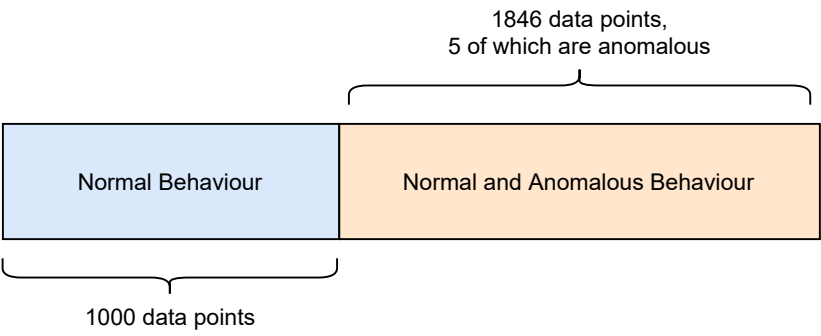 1846 data points,
5 of which are anomalous
Normal Behaviour
Normal and Anomalous Behaviour
1000 data points